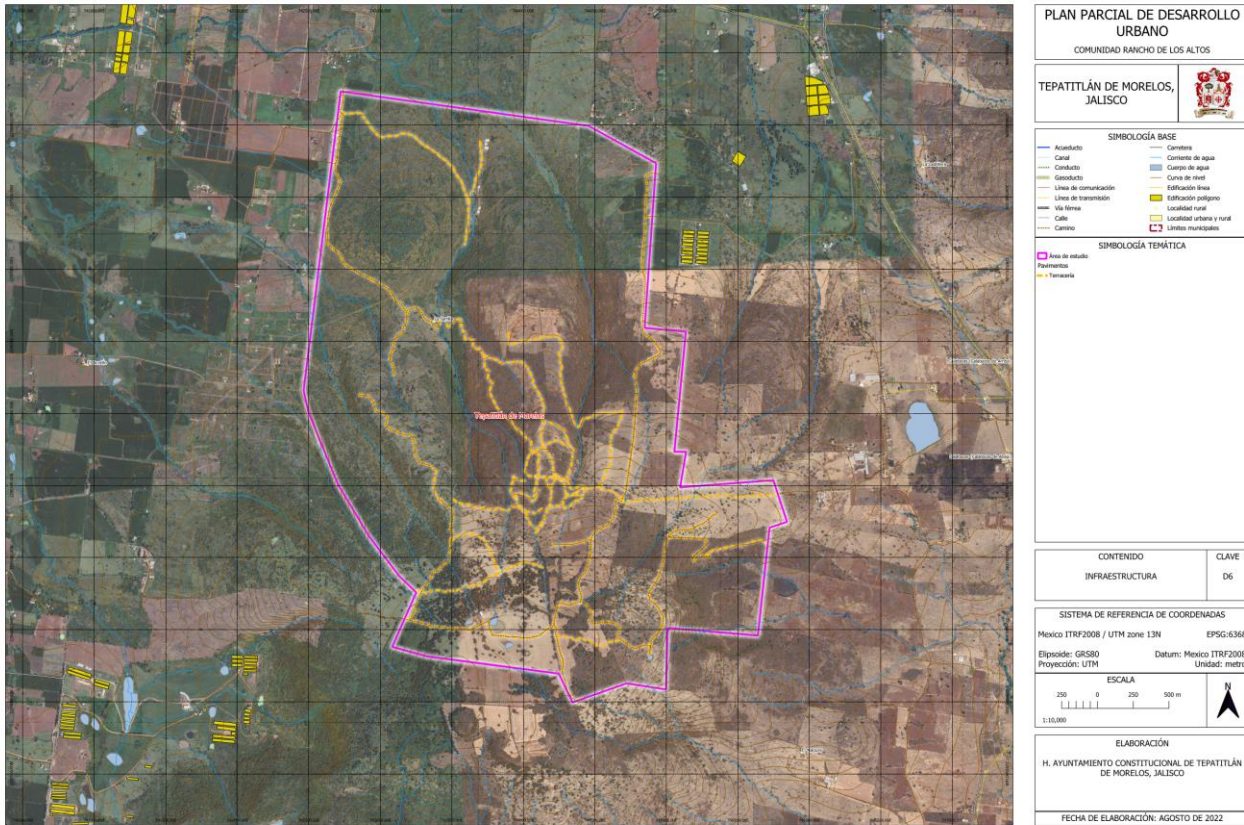 PLAN PARCIAL DE DESARROLLO
URBANO
COMUNIDAD RANCHO DE LOS ALTOS
TEPATITLÁN DE MORELOS,
JALISCO
SIMBOLOGÍA BASE
Acueducto
Canal
Conducto
Gasoducto
Línea de comunicación
Línea de transmisión
Vía férrea
Calle
Camino
Carretera
Corriente de agua
Cuerpo de agua
Curva de nivel
Edificación línea
Edificación polígono
Localidad rural
Localidad urbana y rural
Límites municipales
SIMBOLOGÍA TEMÁTICA
Área de estudio
Pavimentos
Terracería
Tepatitlán de Morelos
CONTENIDO
INFRAESTRUCTURA
CLAVE
D6
SISTEMA DE REFERENCIA DE COORDENADAS
Mexico ITRF2008 / UTM zone 13N EPSG:6368
Elipsoide: GRS80 Datum: Mexico ITRF2008
Proyección: UTM Unidad: metro
ESCALA
250 0 250 500 m
1:10,000
N
ELABORACIÓN
H. AYUNTAMIENTO CONSTITUCIONAL DE TEPATITLÁN
DE MORELOS, JALISCO
FECHA DE ELABORACIÓN: AGOSTO DE 2022